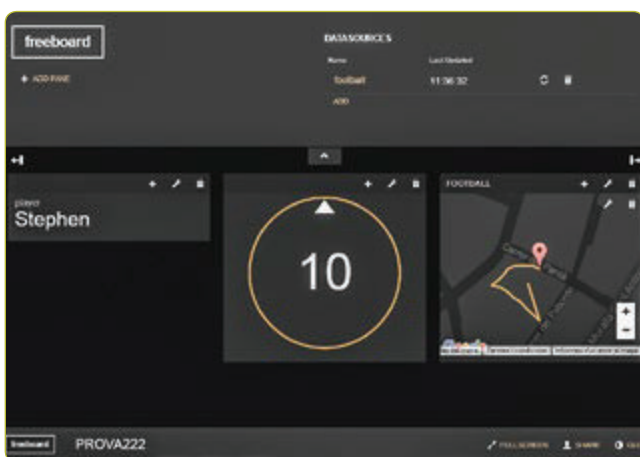 freeboard
DATASOURCES
+ ADD PANE
Name Last Updated
football 11:36:32
ADD
player
Stephen
10
FOOTBALL
+
-
freeboard PROVA222
FULL SCREEN SHARE